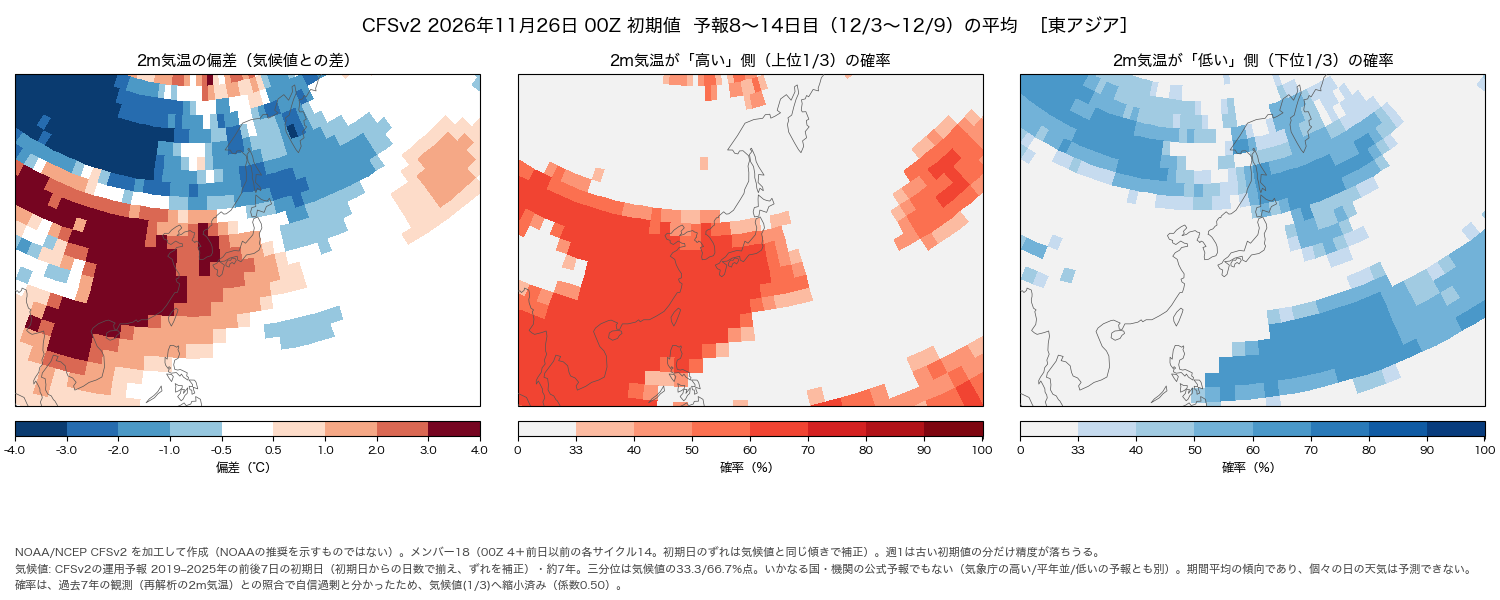 CFSv2 2026年11月26日 00Z 初期値 予報8～14日目（12/3～12/9）の平均 ［東アジア］
2m気温の偏差（気候値との差）
2m気温が「高い」側（上位1/3）の確率
2m気温が「低い」側（下位1/3）の確率
-4.0 -3.0 -2.0 -1.0 -0.5 0.5 1.0 2.0 3.0 4.0
偏差（℃）
0 33 40 50 60 70 80 90 100
確率（%）
0 33 40 50 60 70 80 90 100
確率（%）
NOAA/NCEP CFSv2 を加工して作成（NOAAの推奨を示すものではない）。メンバー18（00Z 4＋前日以前の各サイクル14。初期日のずれは気候値と同じ傾きで補正）。週1は古い初期値の分だけ精度が落ちうる。
気候値: CFSv2の運用予報 2019–2025年の前後7日の初期日（初期日からの日数で揃え、ずれを補正）・約7年。三分位は気候値の33.3/66.7%点。いかなる国・機関の公式予報でもない（気象庁の高い/平年並/低いの予報とも別）。期間平均の傾向であり、個々の日の天気は予測できない。
確率は、過去7年の観測（再解析の2m気温）との照合で自信過剰と分かったため、気候値(1/3)へ縮小済み（係数0.50）。